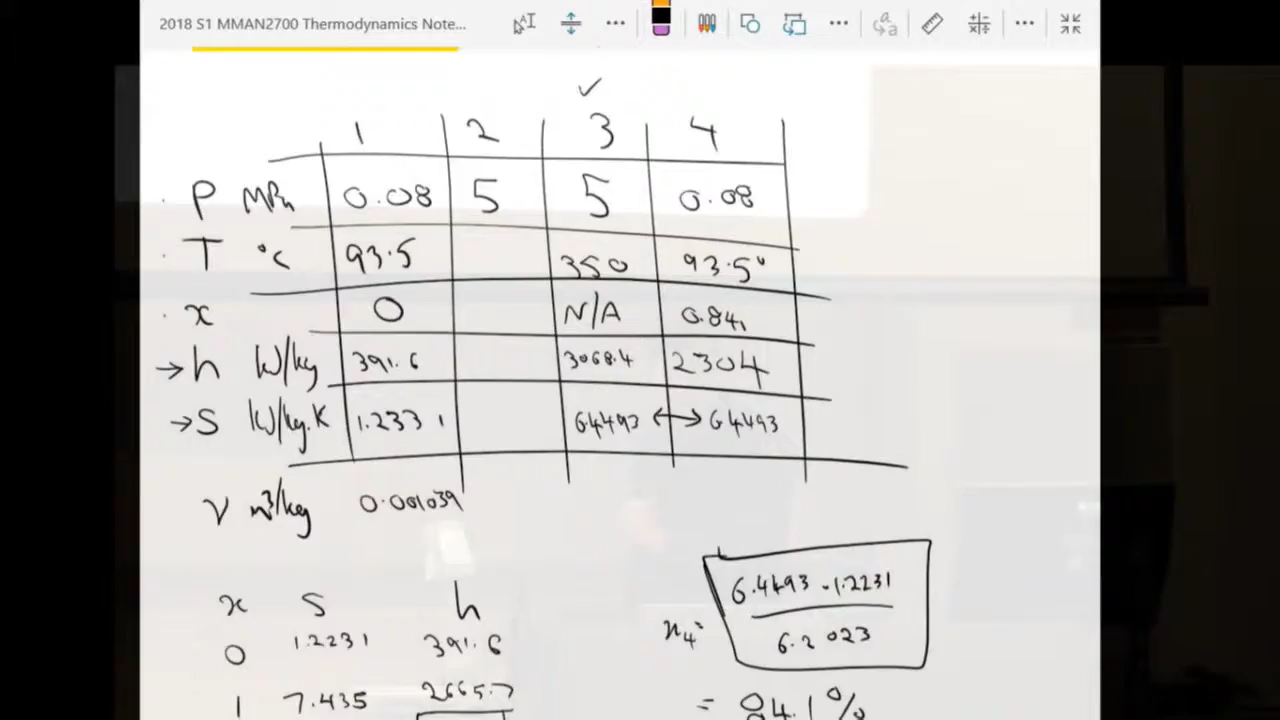 2018 S1 MMAN2700 Thermodynamics Note...
1 2 3 4
P MPa 0.08 5 5 0.08
T °C 93.5 350 93.5°
x 0 N/A 0.841
→ h kJ/kg 391.6 3068.4 2304
→ S kJ/kg.K 1.2331 6.4493 ↔ 6.4493
V m³/kg 0.001039
x S h
0 1.2231 391.6
1 7.435 2665.7
x4 = 6.4493 - 1.2231
6.2023
= 84.1%